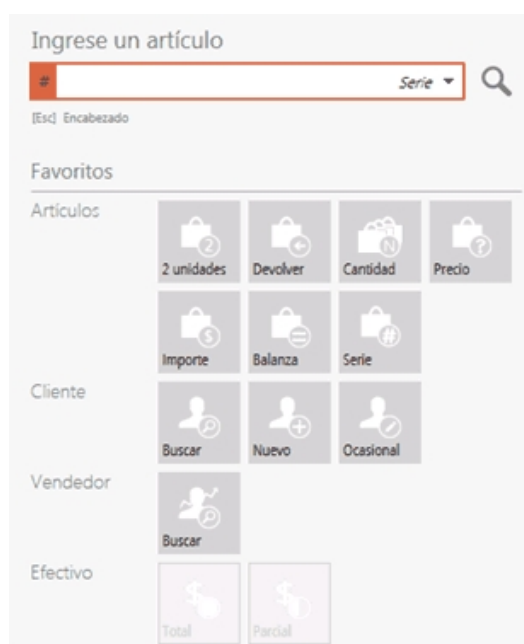 Ingrese un artículo
# Serie
[Esc] Encabezado
Favoritos
Artículos
2
N
?
2 unidades Devolver Cantidad Precio
$ = #
Importe Balanza Serie
Cliente
Buscar Nuevo Ocasional
Vendedor
Buscar
Efectivo
$ $
Total Parcial